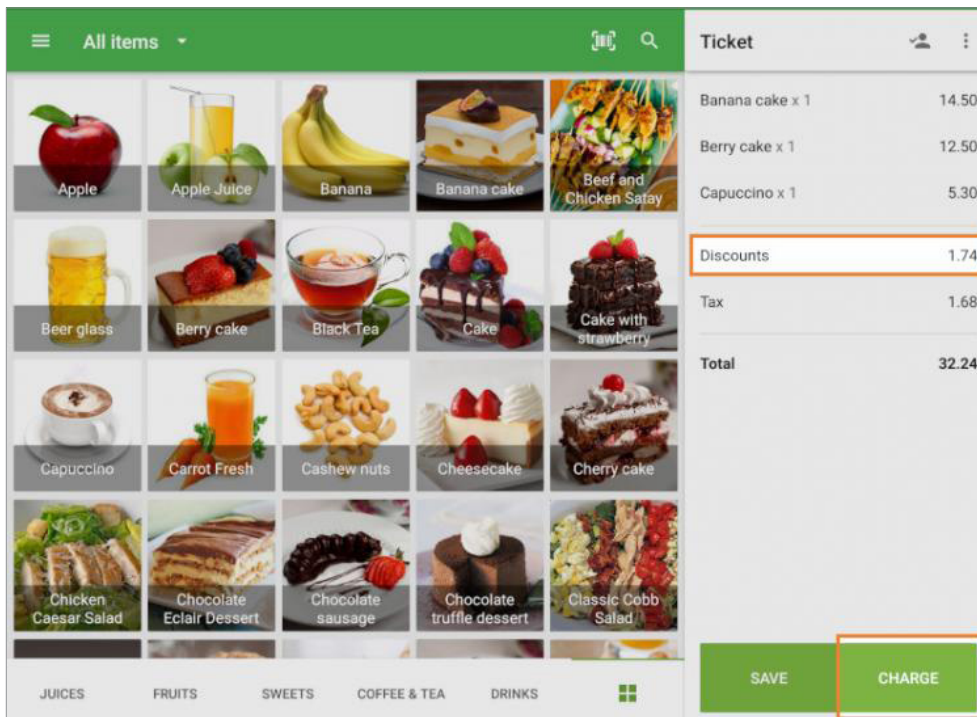 All items
Ticket
Apple
Apple Juice
Banana
Banana cake
Beef and
Chicken Satay
Beer glass
Berry cake
Black Tea
Cake
Cake with
strawberry
Capuccino
Carrot Fresh
Cashew nuts
Cheesecake
Cherry cake
Chicken
Caesar Salad
Chocolate
Eclair Dessert
Chocolate
sausage
Chocolate
truffle dessert
Classic Cobb
Salad
JUICES FRUITS SWEETS COFFEE & TEA DRINKS
Banana cake x 1 14.50
Berry cake x 1 12.50
Capuccino x 1 5.30
Discounts 1.74
Tax 1.68
Total 32.24
SAVE CHARGE